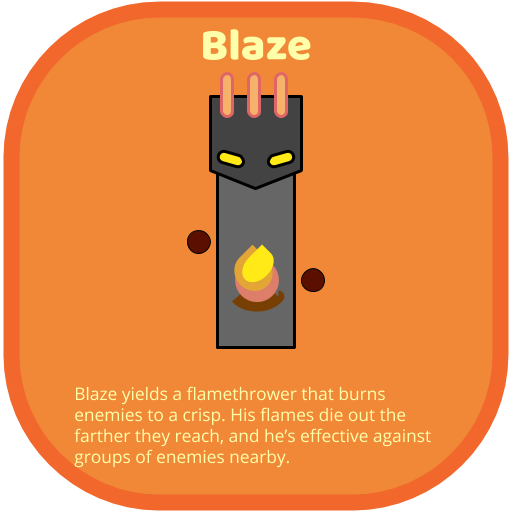 Blaze
Blaze yields a flamethrower that burns
enemies to a crisp. His flames die out the
farther they reach, and he’s effective against
groups of enemies nearby.